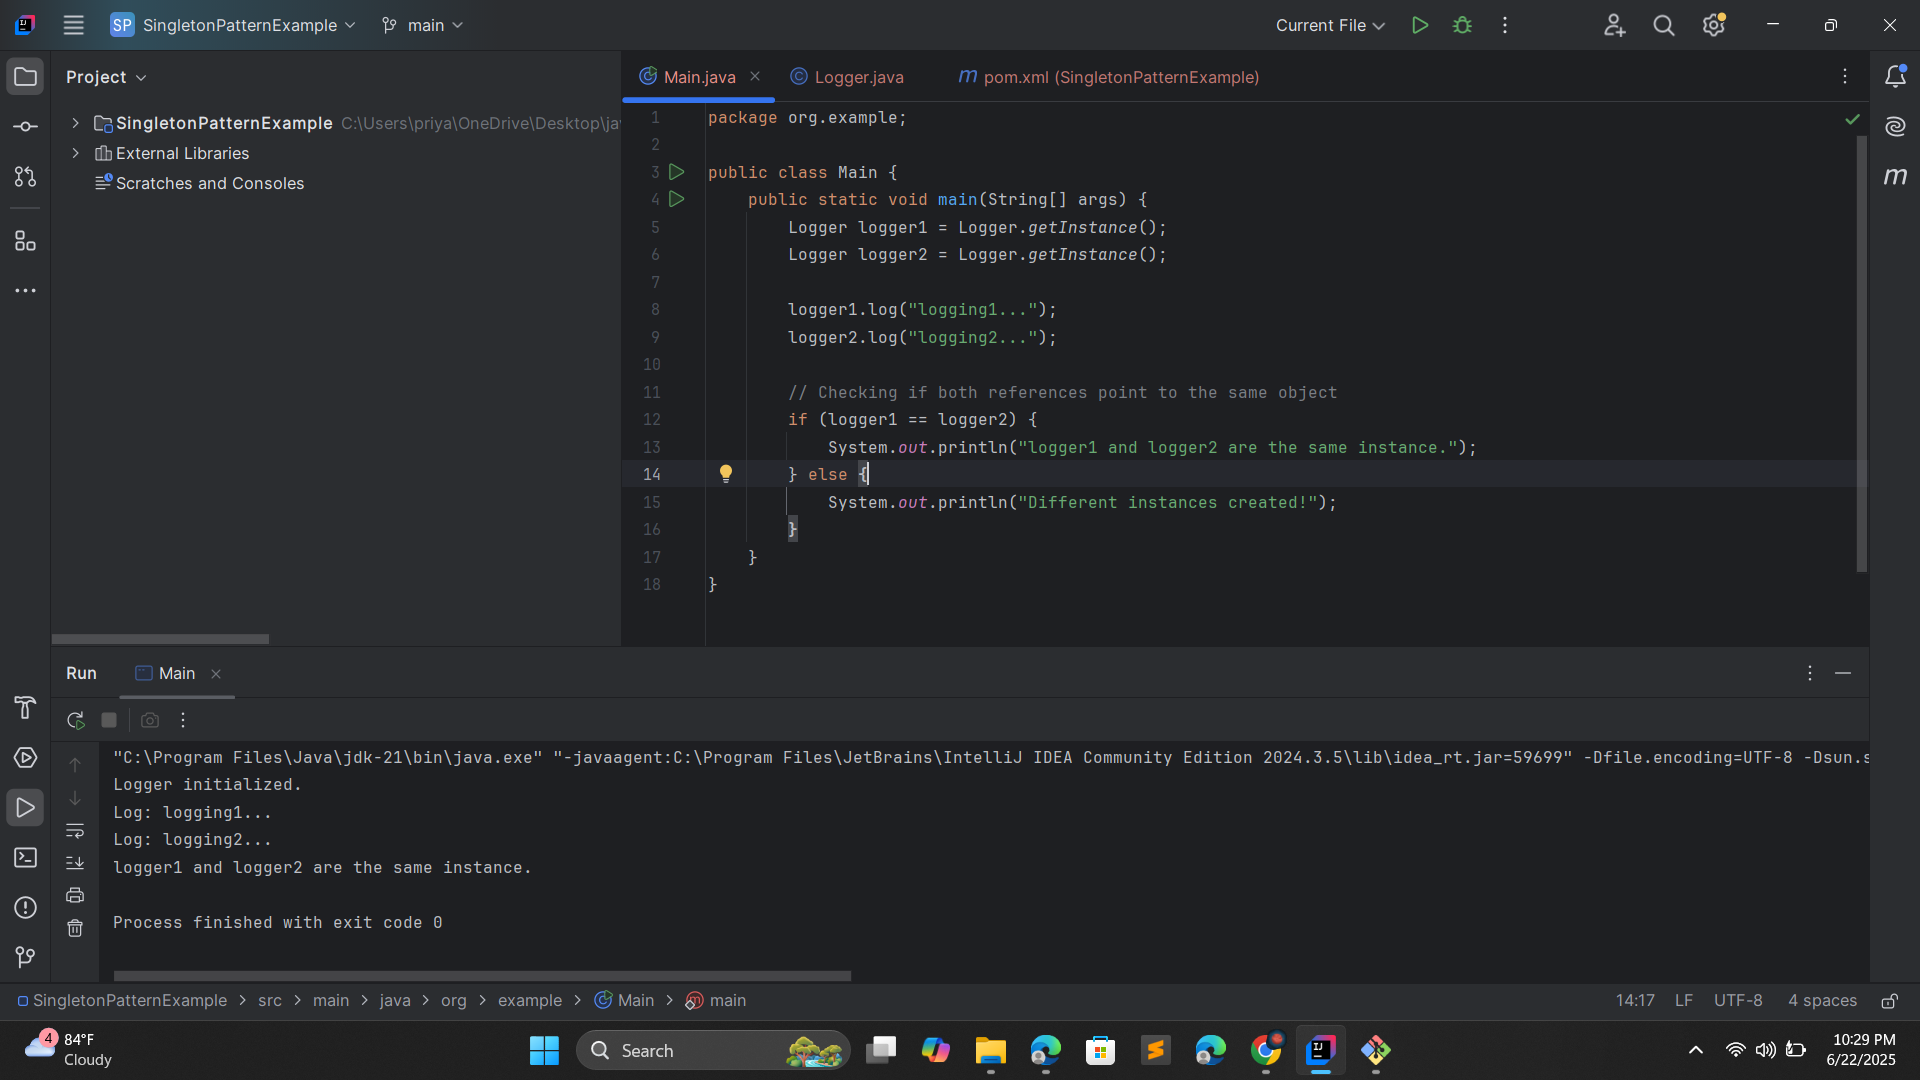 SP SingletonPatternExample main Current File
Project
Main.java Logger.java m pom.xml (SingletonPatternExample)
SingletonPatternExample C:\Users\priya\OneDrive\Desktop\ja
External Libraries
Scratches and Consoles
1 package org.example;
2
3 public class Main {
4 public static void main(String[] args) {
5 Logger logger1 = Logger.getInstance();
6 Logger logger2 = Logger.getInstance();
7
8 logger1.log("logging1...");
9 logger2.log("logging2...");
10
11 // Checking if both references point to the same object
12 if (logger1 == logger2) {
13 System.out.println("logger1 and logger2 are the same instance.");
14 } else {
15 System.out.println("Different instances created!");
16 }
17 }
18 }
Run Main
"C:\Program Files\Java\jdk-21\bin\java.exe" "-javaagent:C:\Program Files\JetBrains\IntelliJ IDEA Community Edition 2024.3.5\lib\idea_rt.jar=59699" -Dfile.encoding=UTF-8 -Dsun.s
Logger initialized.
Log: logging1...
Log: logging2...
logger1 and logger2 are the same instance.
Process finished with exit code 0
SingletonPatternExample > src > main > java > org > example > Main > main 14:17 LF UTF-8 4 spaces
4 84°F
Cloudy
Search
10:29 PM
6/22/2025